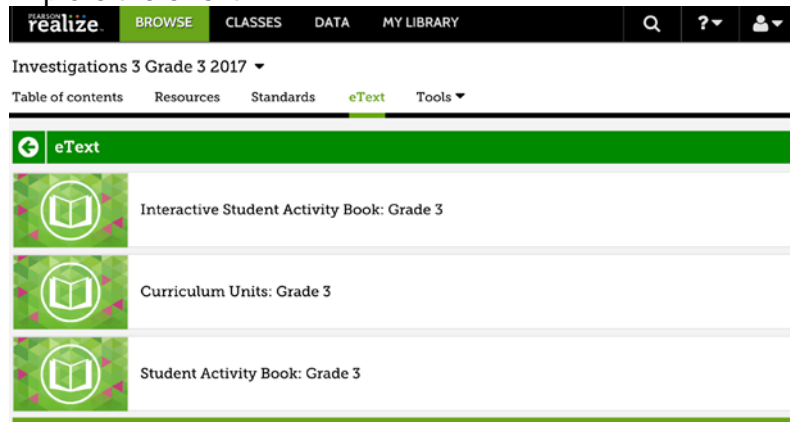 PEARSON
realize. BROWSE CLASSES DATA MY LIBRARY ?
Investigations 3 Grade 3 2017
Table of contents Resources Standards eText Tools
eText
Interactive Student Activity Book: Grade 3
Curriculum Units: Grade 3
Student Activity Book: Grade 3